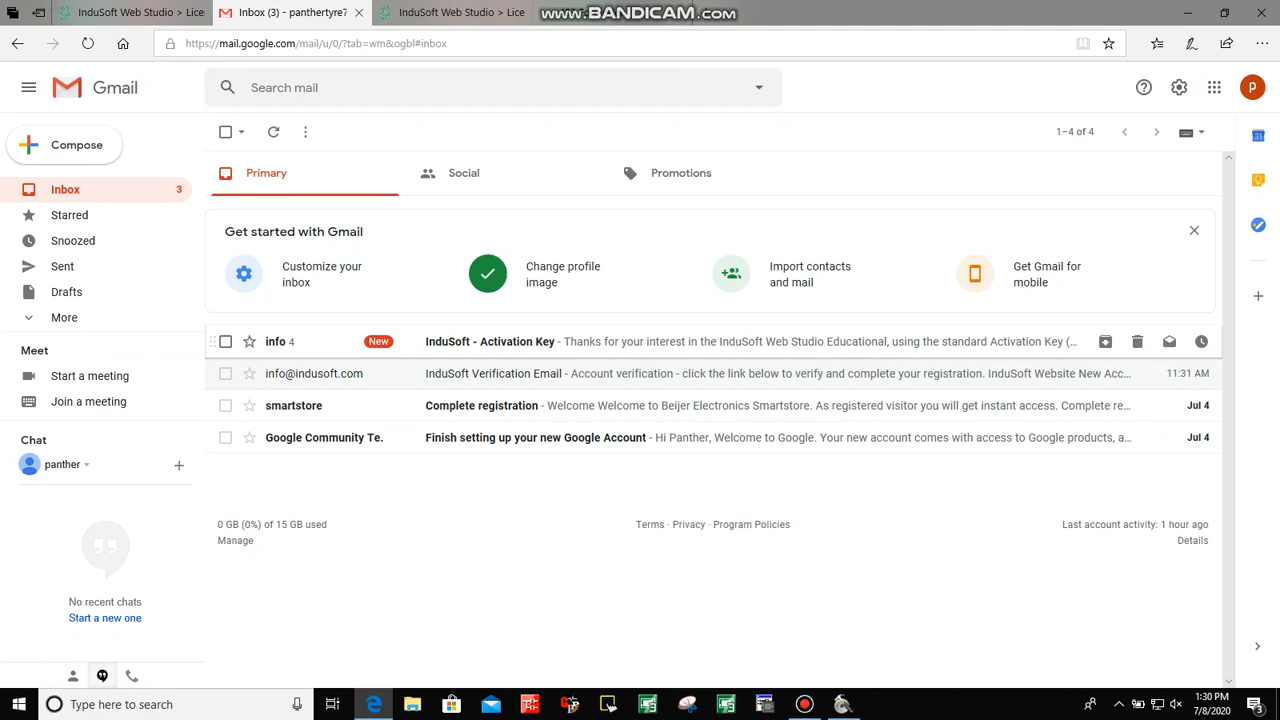 InduSoft Web Studio › Lice
Inbox (3) - panthertyre7
InduSoft Web Studio › Lice
www.BANDICAM.com
https://mail.google.com/mail/u/0/?tab=wm&ogbl#inbox
Gmail
Search mail
p
Compose
1–4 of 4
31
Primary
Social
Promotions
Inbox 3
Starred
Snoozed
Sent
Drafts
More
Get started with Gmail
Customize your inbox
Change profile image
Import contacts and mail
Get Gmail for mobile
info 4 New InduSoft - Activation Key - Thanks for your interest in the InduSoft Web Studio Educational, using the standard Activation Key (...
info@indusoft.com InduSoft Verification Email - Account verification - click the link below to verify and complete your registration. InduSoft Website New Acc... 11:31 AM
smartstore Complete registration - Welcome Welcome to Beijer Electronics Smartstore. As registered visitor you will get instant access. Complete re... Jul 4
Google Community Te. Finish setting up your new Google Account - Hi Panther, Welcome to Google. Your new account comes with access to Google products, a... Jul 4
Meet
Start a meeting
Join a meeting
Chat
panther
No recent chats
Start a new one
0 GB (0%) of 15 GB used
Manage
Terms · Privacy · Program Policies
Last account activity: 1 hour ago
Details
Type here to search
1:30 PM
7/8/2020
3